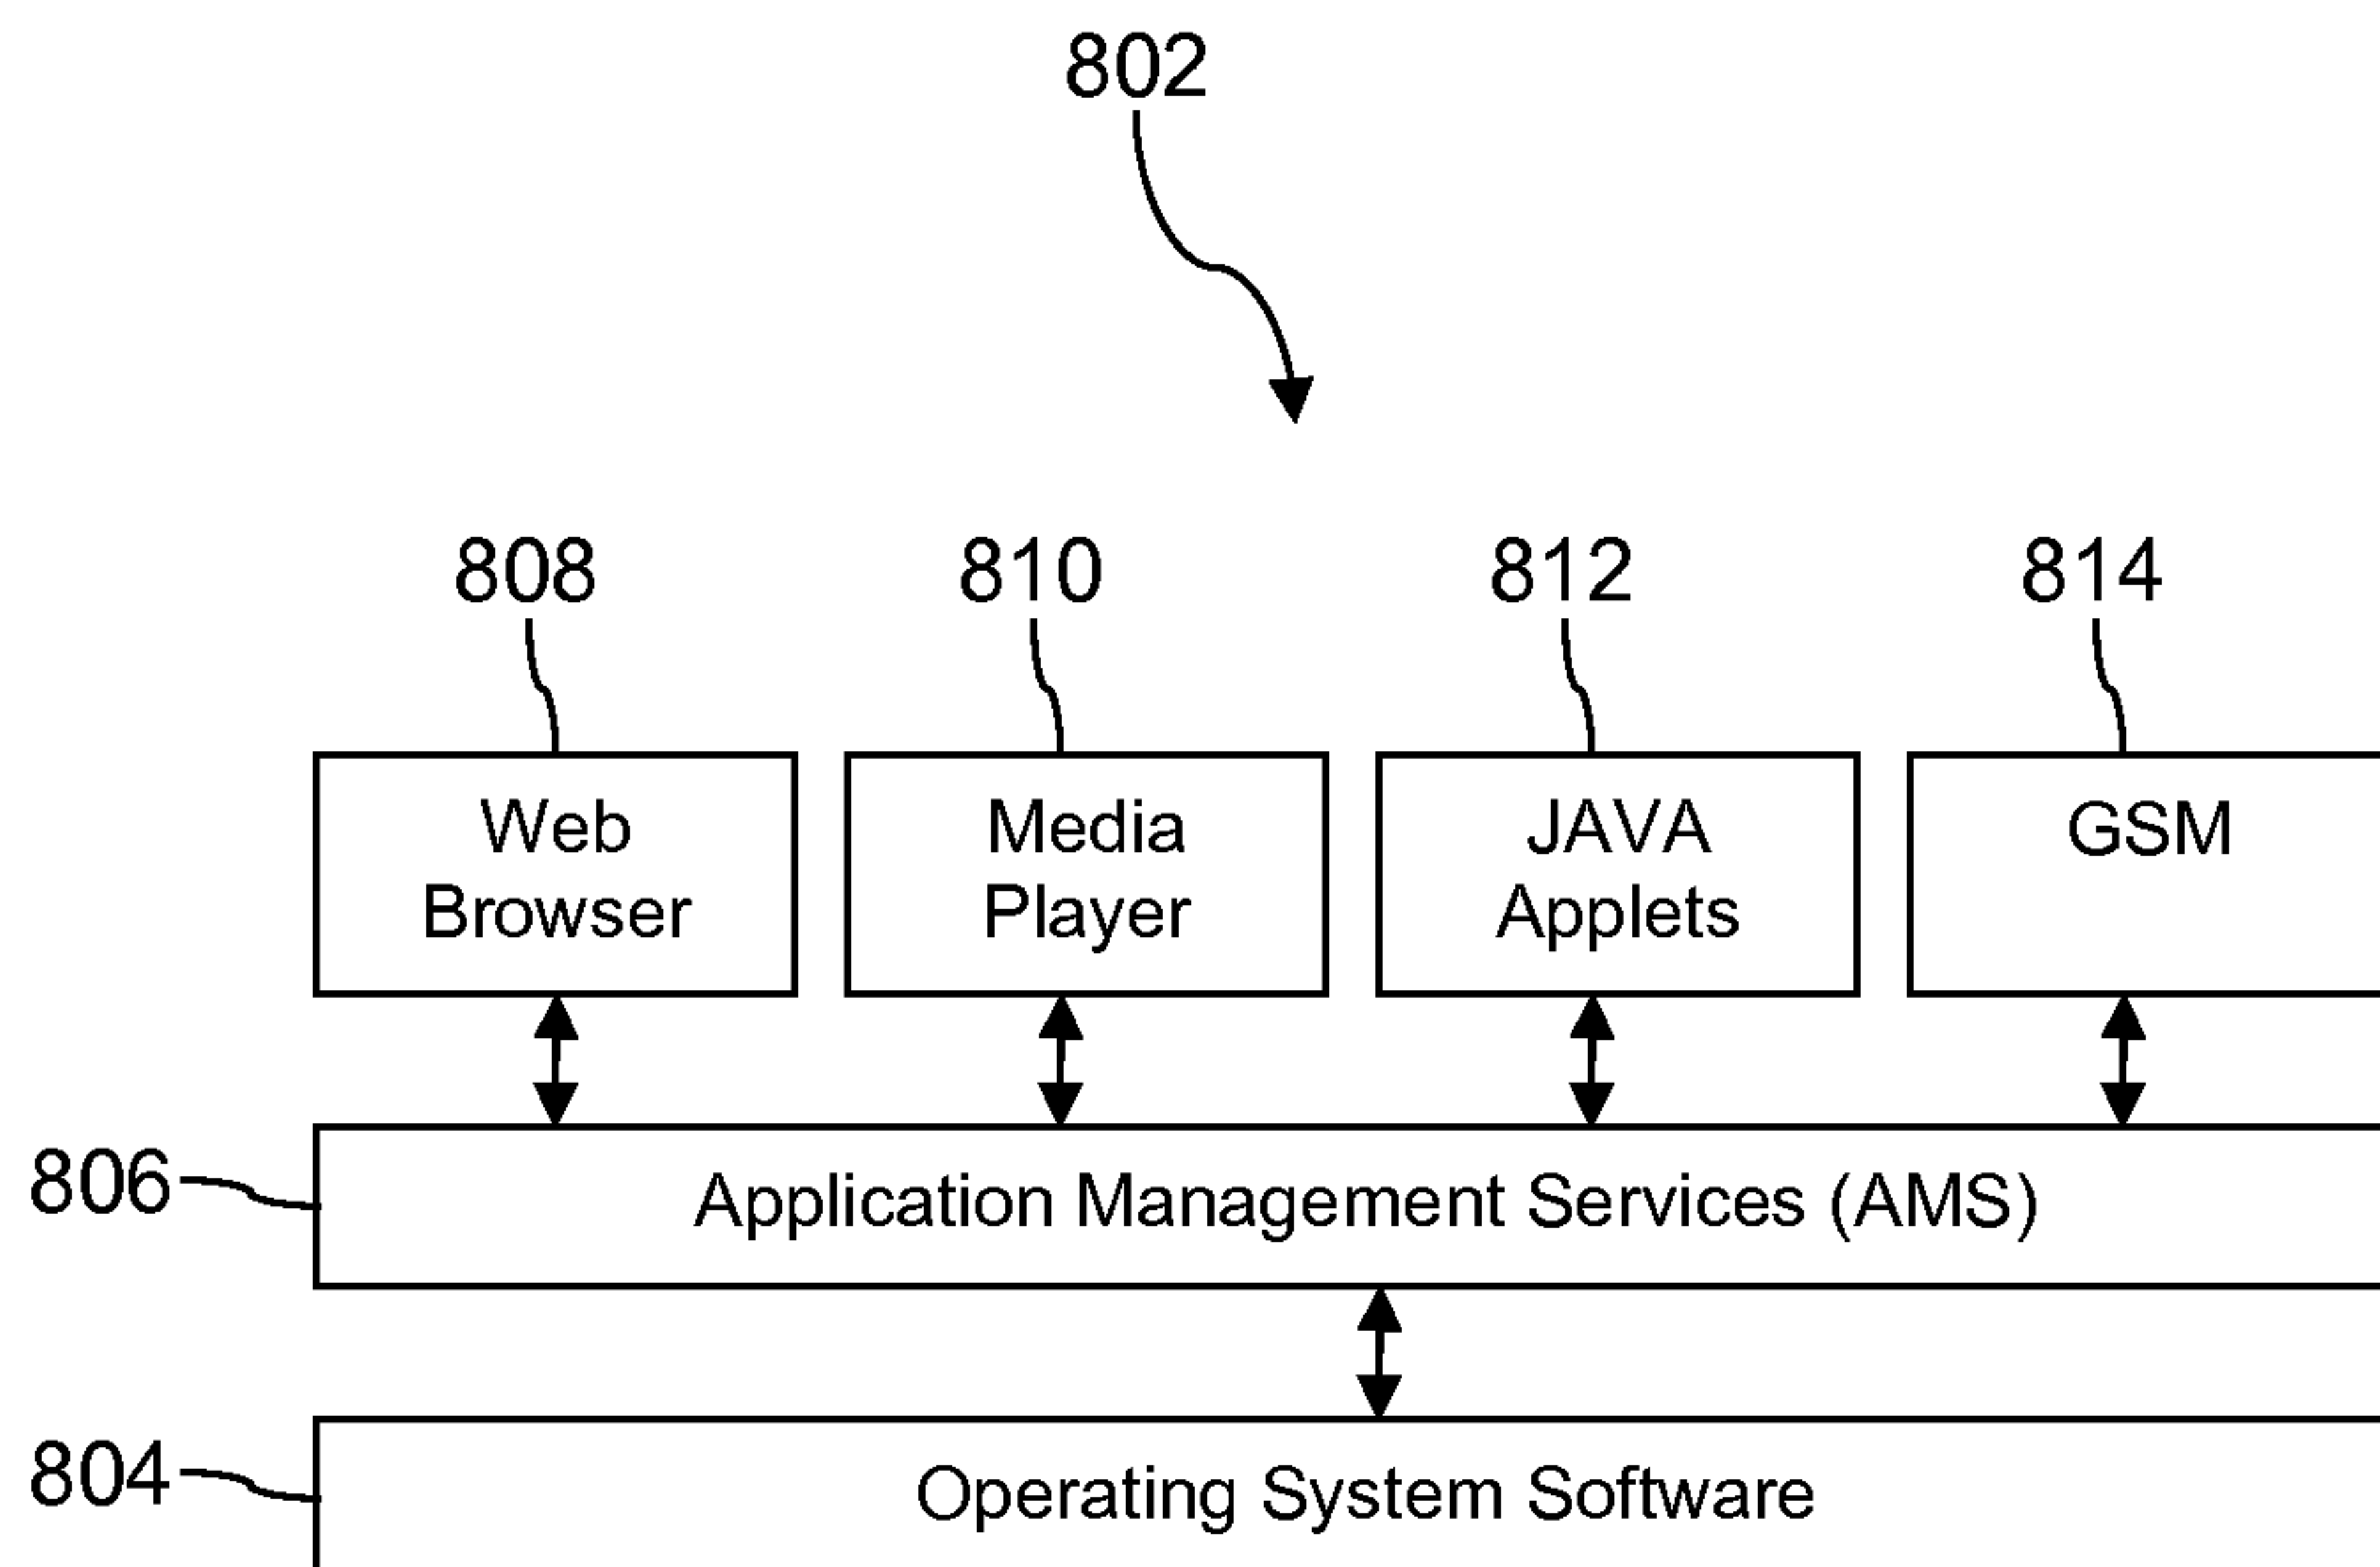 802
808 810 812 814
Web Browser
Media Player
JAVA Applets
GSM
806
Application Management Services (AMS)
804
Operating System Software